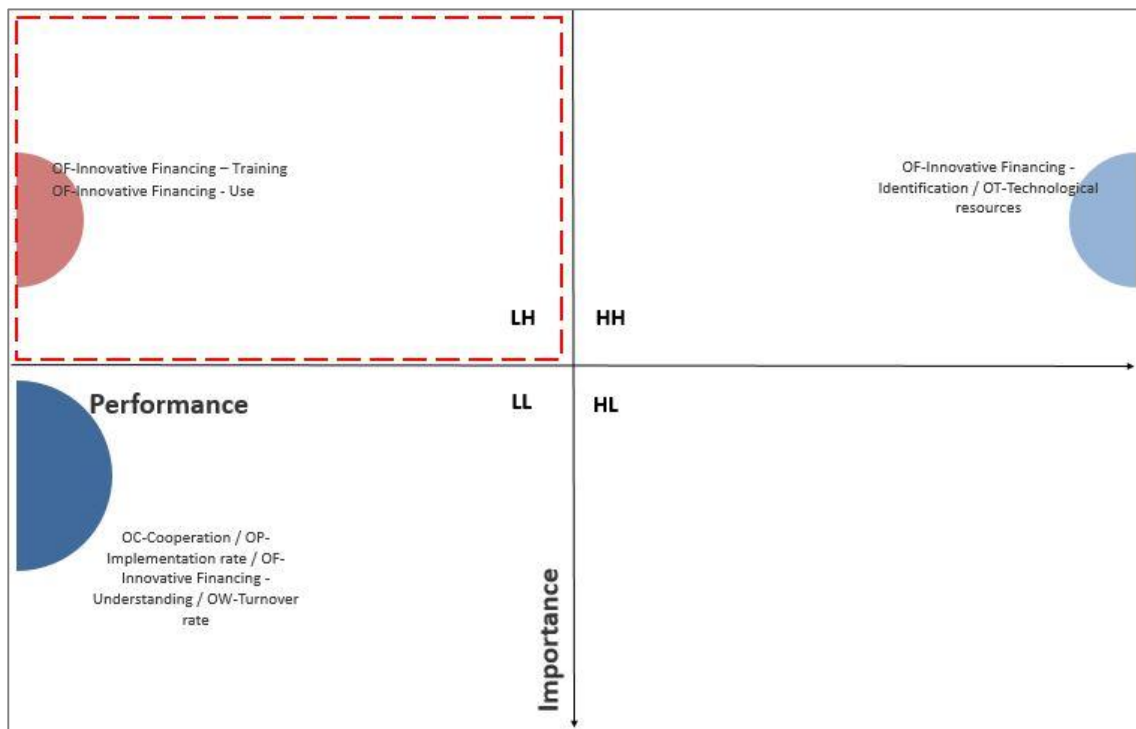 OF-Innovative Financing – Training
OF-Innovative Financing - Use
OF-Innovative Financing -
Identification / OT-Technological
resources
LH
HH
Performance
LL
HL
OC-Cooperation / OP-
Implementation rate / OF-
Innovative Financing -
Understanding / OW-Turnover
rate
Importance